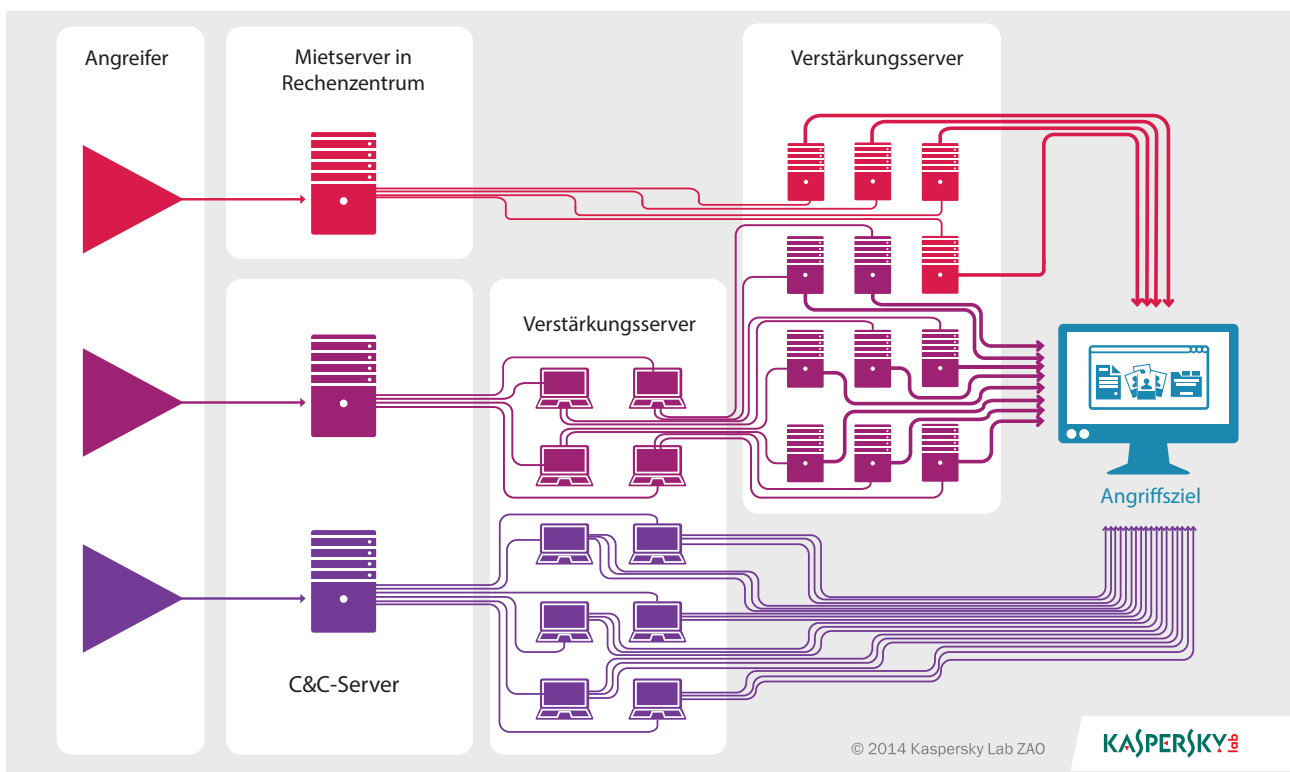 Angreifer
Mietserver in
Rechenzentrum
Verstärkungsserver
Verstärkungsserver
Angriffsziel
C&C-Server
© 2014 Kaspersky Lab ZAO
KASPERSKY lab